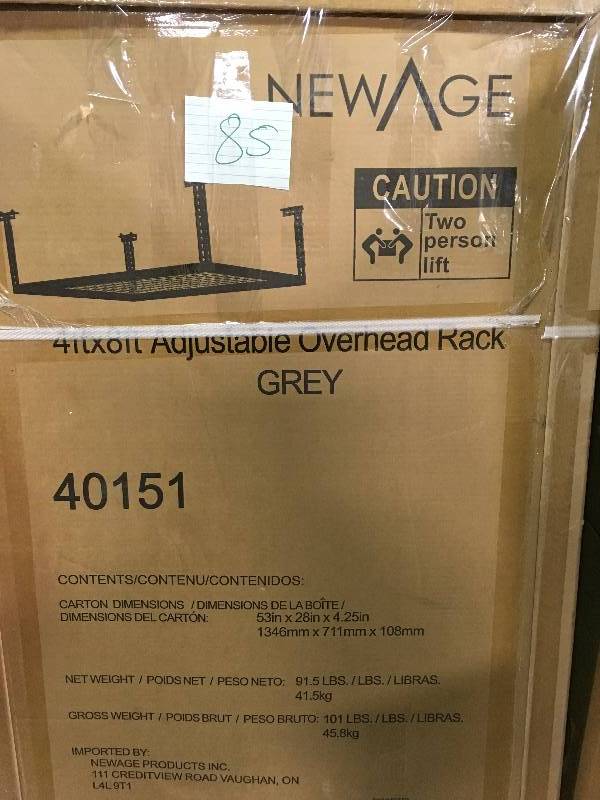 NEWAGE
85
CAUTION
Two
person
lift
4ftx8ft Adjustable Overhead Rack
GREY
40151
CONTENTS/CONTENU/CONTENIDOS:
CARTON DIMENSIONS / DIMENSIONS DE LA BOÎTE /
DIMENSIONS DEL CARTÓN: 53in x 28in x 4.25in
1346mm x 711mm x 108mm
NET WEIGHT / POIDS NET / PESO NETO: 91.5 LBS. / LBS. / LIBRAS.
41.5kg
GROSS WEIGHT / POIDS BRUT / PESO BRUTO: 101 LBS. / LBS. / LIBRAS.
45.8kg
IMPORTED BY:
NEWAGE PRODUCTS INC.
111 CREDITVIEW ROAD VAUGHAN, ON
L4L 9T1